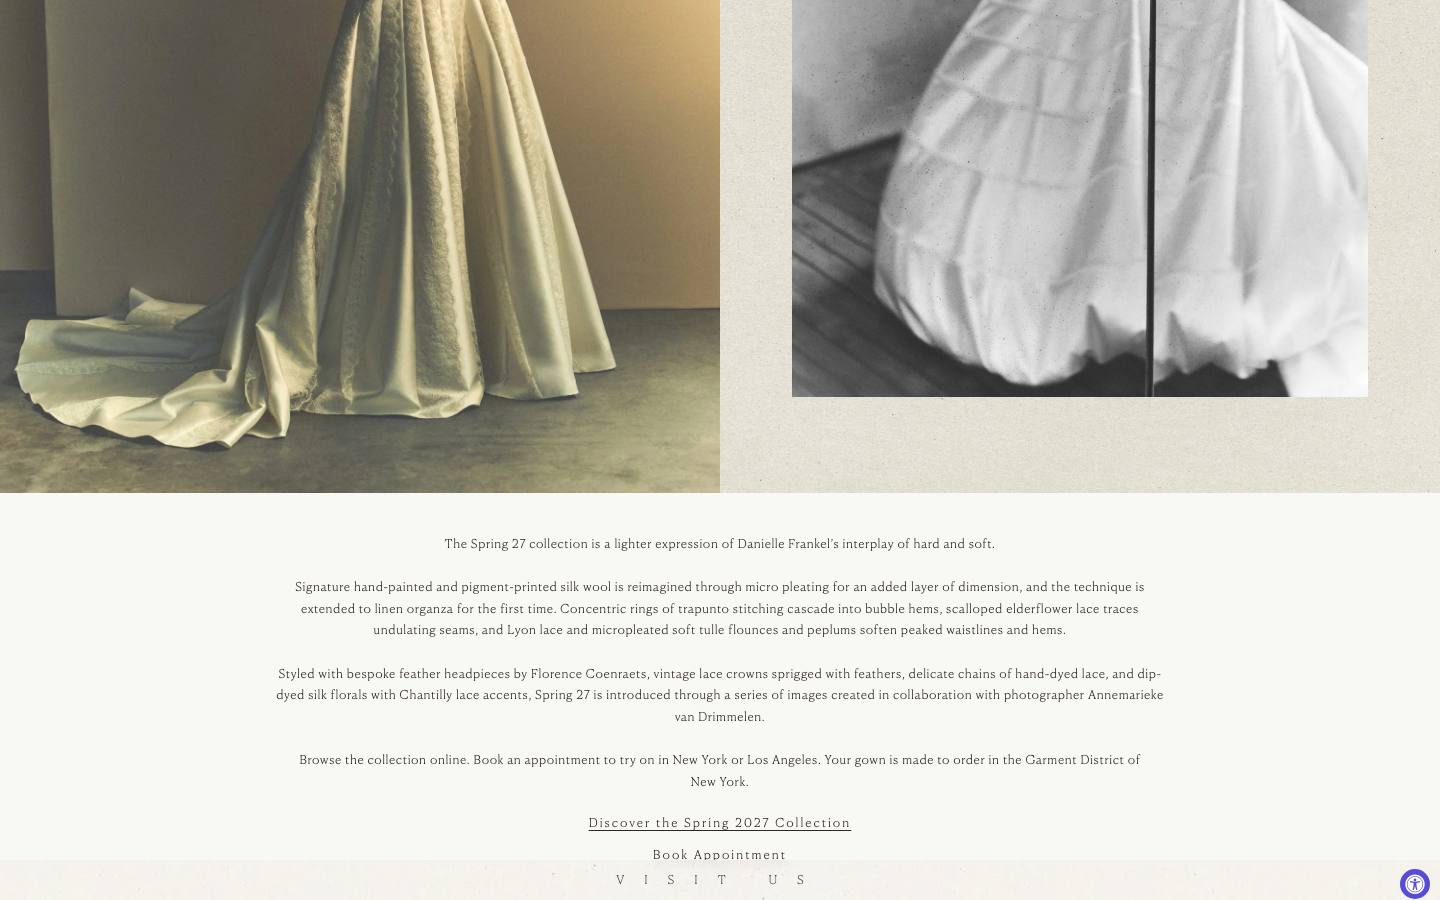 The Spring 27 collection is a lighter expression of Danielle Frankel’s interplay of hard and soft.
Signature hand-painted and pigment-printed silk wool is reimagined through micro pleating for an added layer of dimension, and the technique is
extended to linen organza for the first time. Concentric rings of trapunto stitching cascade into bubble hems, scalloped elderflower lace traces
undulating seams, and Lyon lace and micropleated soft tulle flounces and peplums soften peaked waistlines and hems.
Styled with bespoke feather headpieces by Florence Coenraets, vintage lace crowns sprigged with feathers, delicate chains of hand-dyed lace, and dip-
dyed silk florals with Chantilly lace accents, Spring 27 is introduced through a series of images created in collaboration with photographer Annemarieke
van Drimmelen.
Browse the collection online. Book an appointment to try on in New York or Los Angeles. Your gown is made to order in the Garment District of
New York.
Discover the Spring 2027 Collection
Book Appointment
VISIT US